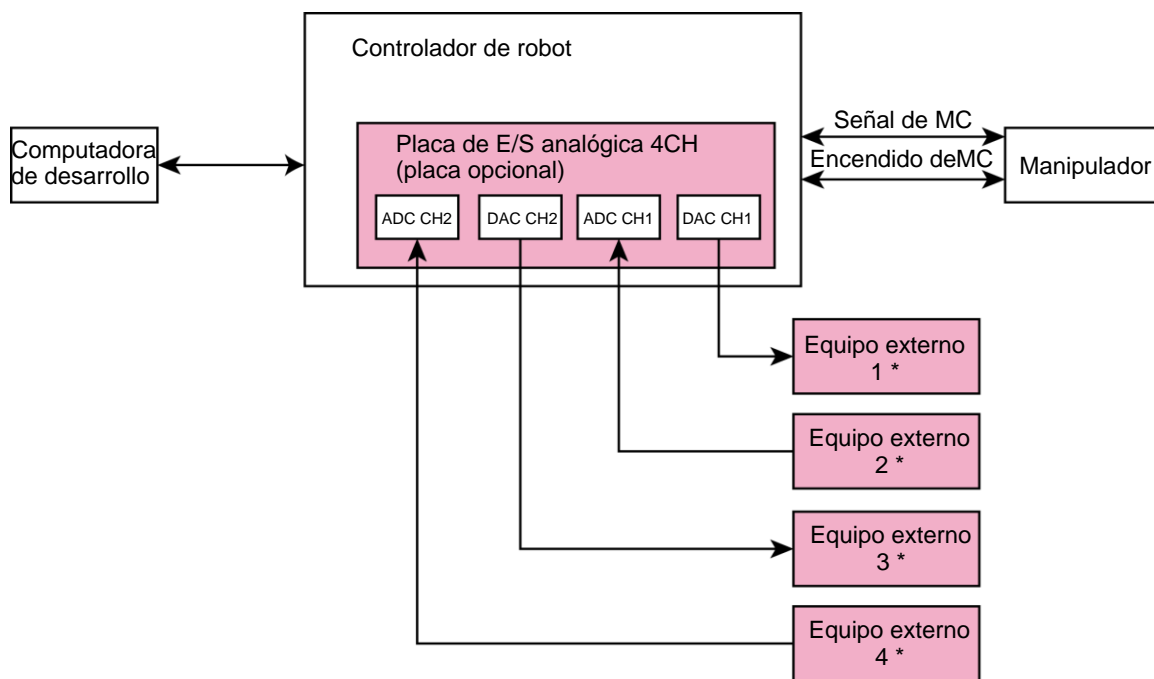 Controlador de robot
Placa de E/S analógica 4CH
(placa opcional)
ADC CH2
DAC CH2
ADC CH1
DAC CH1
Computadora
de desarrollo
Señal de MC
Encendido deMC
Manipulador
Equipo externo
1 *
Equipo externo
2 *
Equipo externo
3 *
Equipo externo
4 *